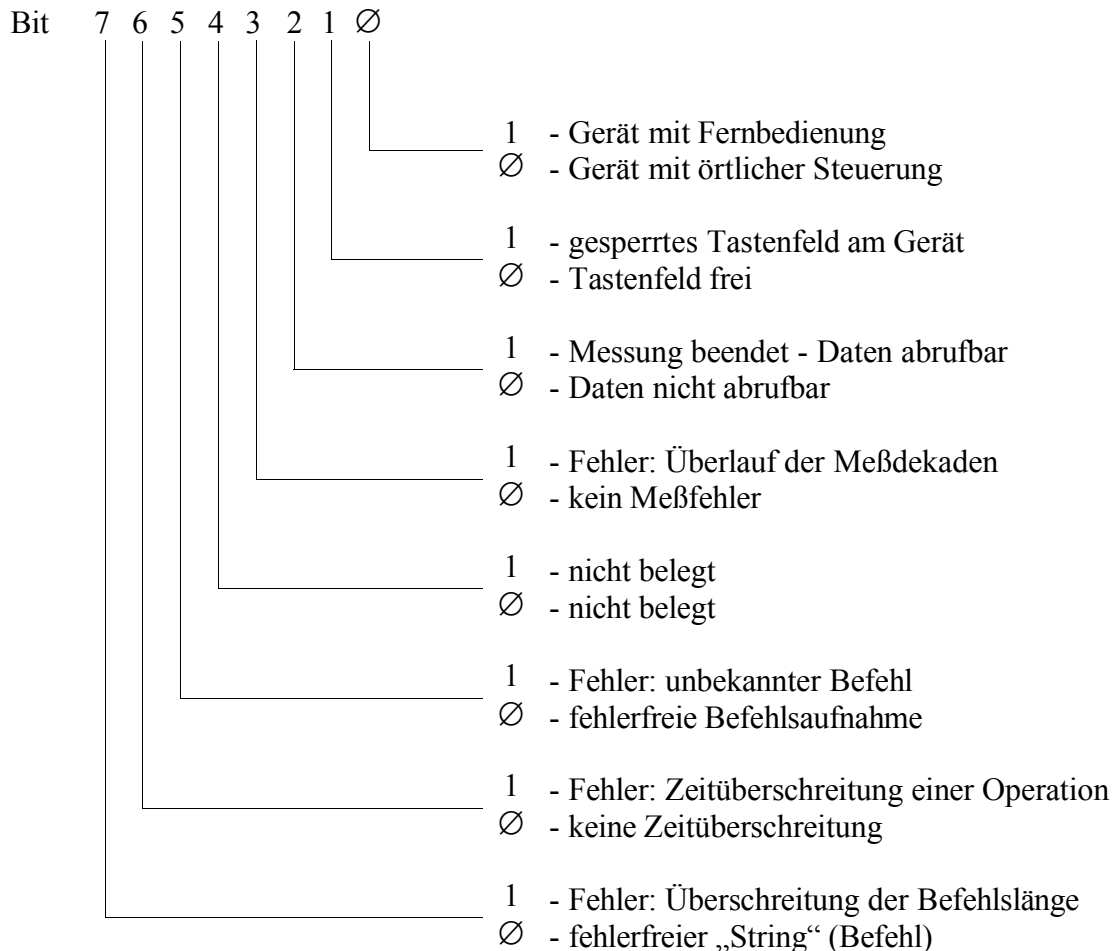 Bit 7 6 5 4 3 2 1 ∅
1 - Gerät mit Fernbedienung
∅ - Gerät mit örtlicher Steuerung
1 - gesperrtes Tastenfeld am Gerät
∅ - Tastenfeld frei
1 - Messung beendet - Daten abrufbar
∅ - Daten nicht abrufbar
1 - Fehler: Überlauf der Meßdekaden
∅ - kein Meßfehler
1 - nicht belegt
∅ - nicht belegt
1 - Fehler: unbekannter Befehl
∅ - fehlerfreie Befehlsaufnahme
1 - Fehler: Zeitüberschreitung einer Operation
∅ - keine Zeitüberschreitung
1 - Fehler: Überschreitung der Befehlslänge
∅ - fehlerfreier „String“ (Befehl)